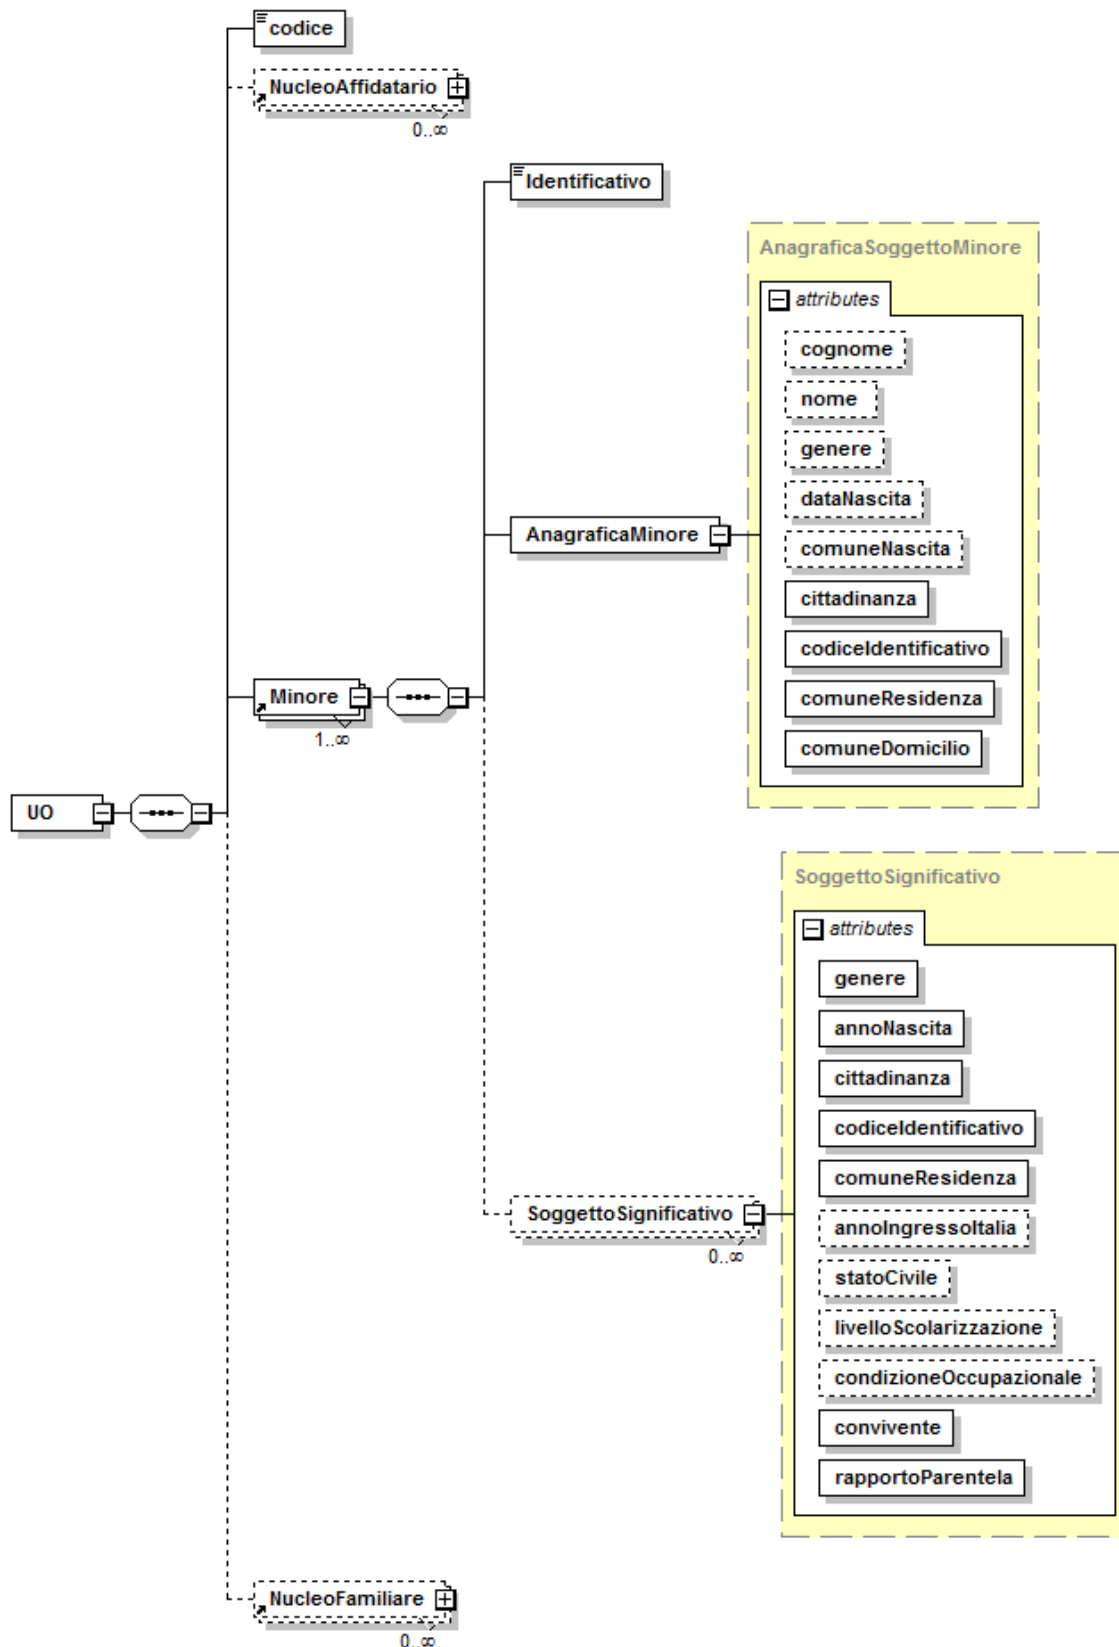 codice
NucleoAffidatario
0..∞
Identificativo
AnagraficaSoggettoMinore
attributes
cognome
nome
genere
dataNascita
comuneNascita
AnagraficaMinore
cittadinanza
codiceIdentificativo
comuneResidenza
comuneDomicilio
Minore
1..∞
UO
SoggettoSignificativo
attributes
genere
annoNascita
cittadinanza
codiceIdentificativo
comuneResidenza
SoggettoSignificativo
0..∞
annoIngressoItalia
statoCivile
livelloScolarizzazione
condizioneOccupazionale
convivente
rapportoParentela
NucleoFamiliare
0..∞